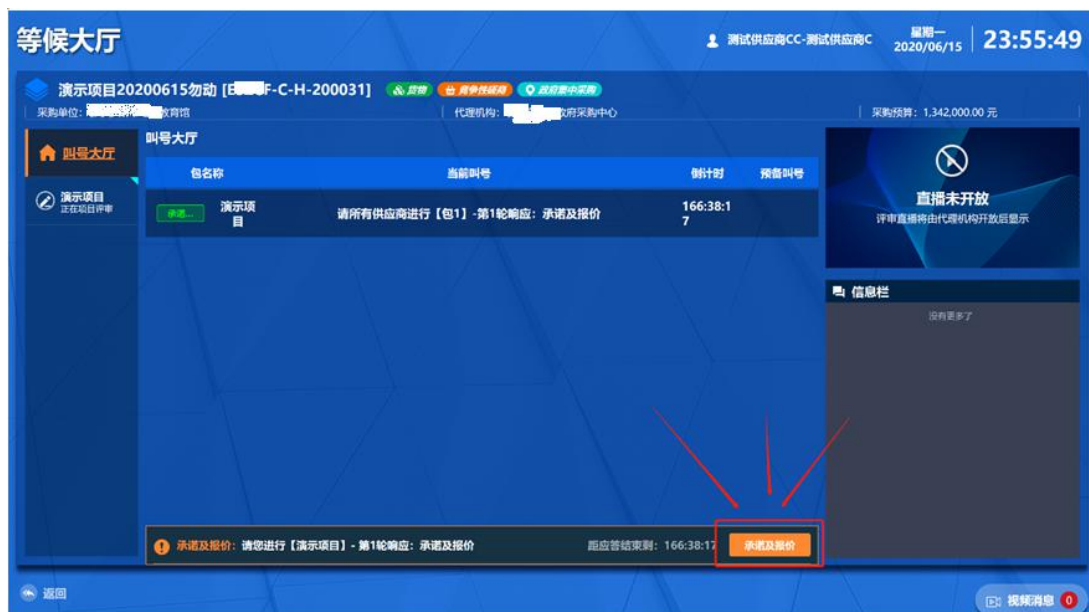 等候大厅
测试供应商CC-测试供应商C
星期一
2020/06/15
23:55:49
演示项目20200615勿动 [E F-C-H-200031] 货物 竞争性磋商 政府集中采购
采购单位: 教育馆 代理机构: 政府采购中心 采购预算: 1,342,000.00 元
叫号大厅
演示项目
正在项目评审
叫号大厅
包名称 当前叫号 倒计时 预备叫号
承诺... 演示项
目
请所有供应商进行【包1】-第1轮响应: 承诺及报价
166:38:1
7
直播未开放
评审直播将由代理机构开放后显示
信息栏
没有更多了
承诺及报价: 请您进行【演示项目】- 第1轮响应: 承诺及报价 距应答结束剩: 166:38:17 承诺及报价
返回
视频消息 0